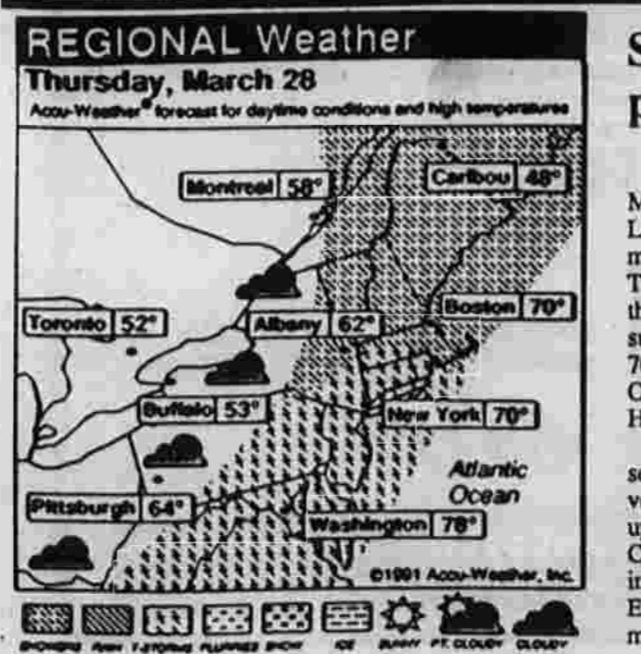 REGIONAL Weather
Thursday, March 28
Accu-Weather® forecast for daytime conditions and high temperatures
Montreal 58°
Caribou 48°
Toronto 52°
Albany 62°
Boston 70°
Buffalo 53°
New York 70°
Atlantic
Ocean
Pittsburgh 64°
Washington 78°
©1991 Accu-Weather, Inc.
SHOWERS RAIN T-STORMS FLURRIES SNOW ICE SUNNY PT. CLOUDY CLOUDY